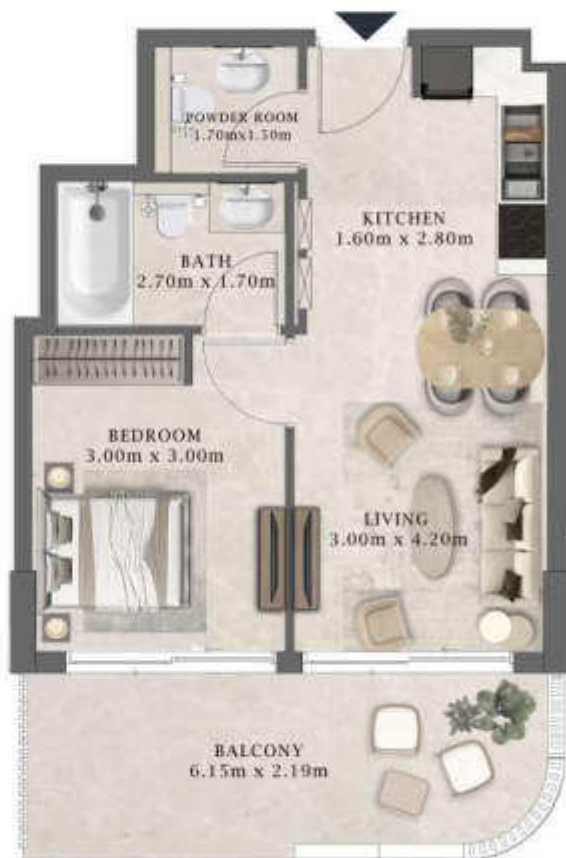 POWDER ROOM
1.70mx1.50m
KITCHEN
1.60m x 2.80m
BATH
2.70m x 1.70m
BEDROOM
3.00m x 3.00m
LIVING
3.00m x 4.20m
BALCONY
6.15m x 2.19m